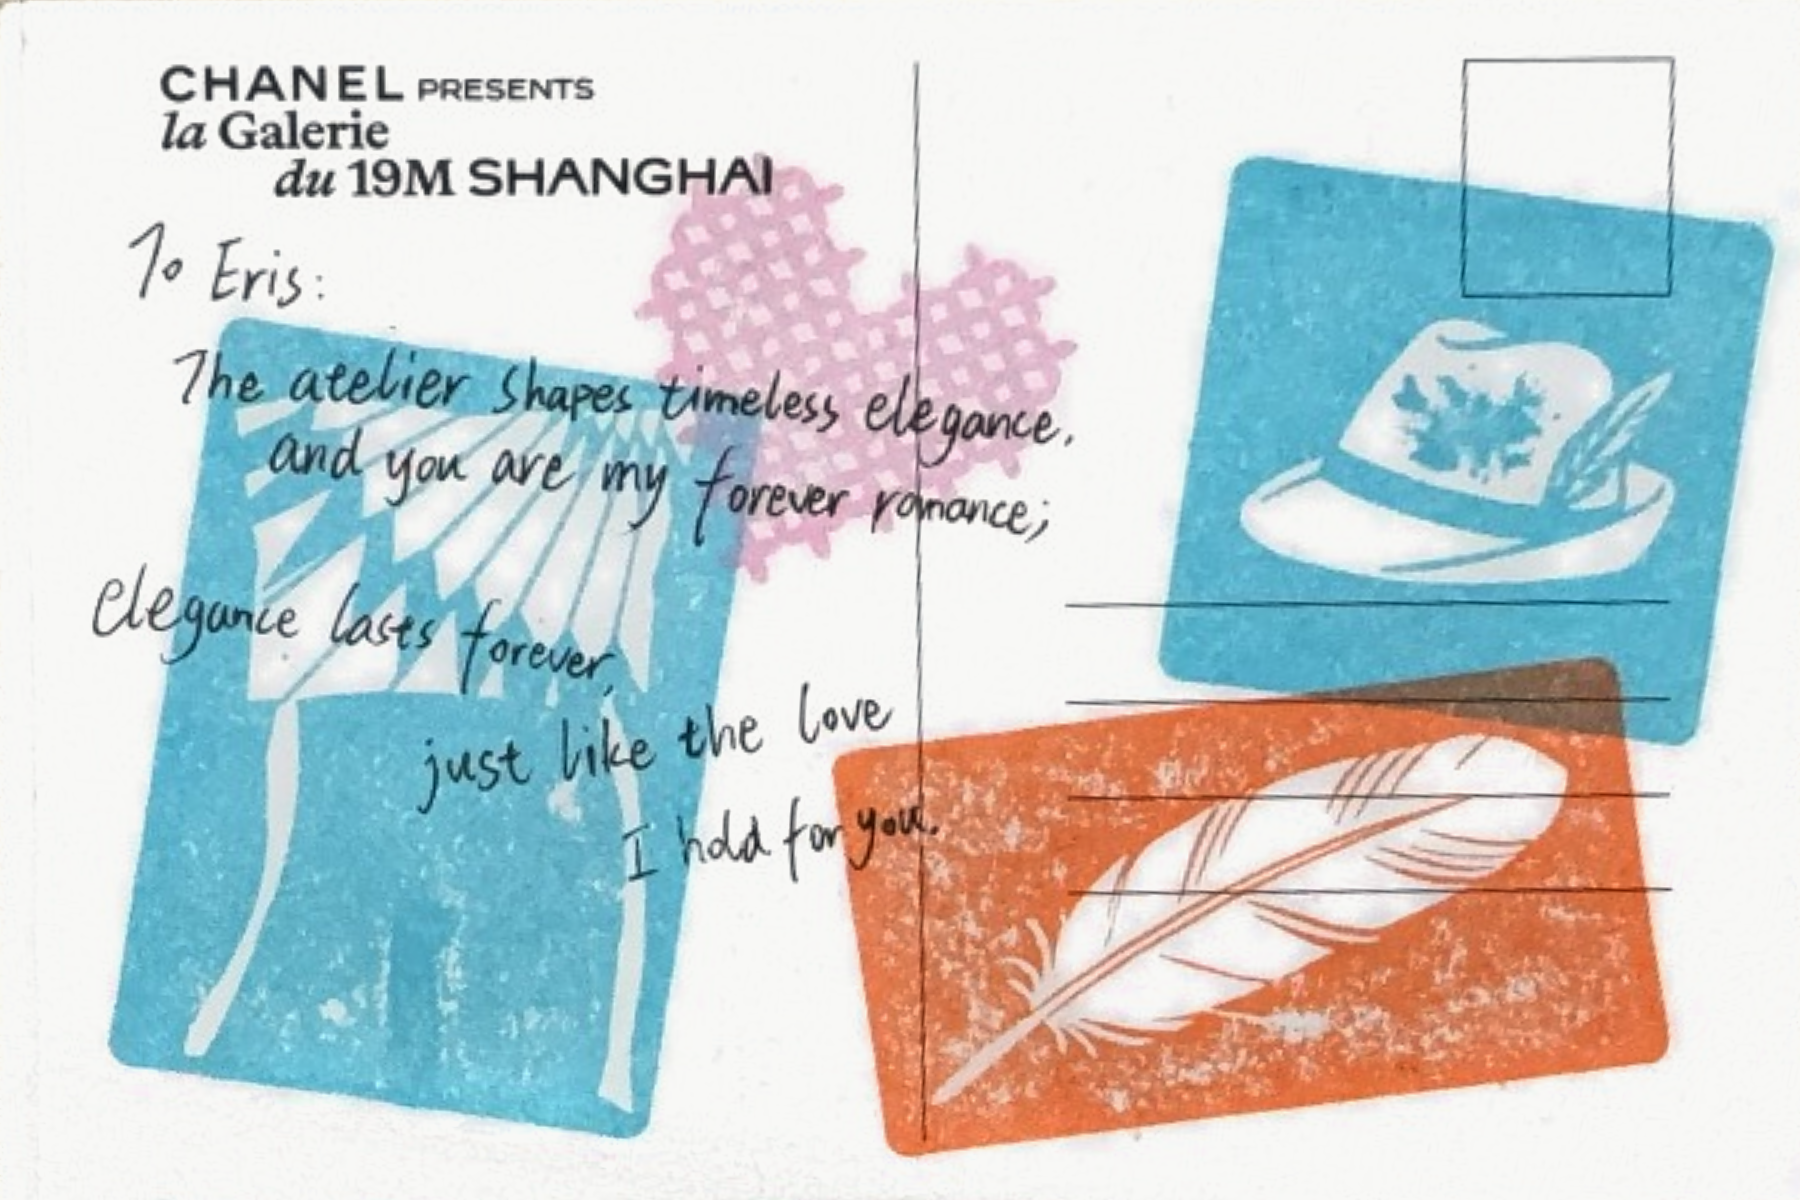 CHANEL PRESENTS
la Galerie
du 19M SHANGHAI
To Eris:
The atelier shapes timeless elegance,
and you are my forever romance;
Elegance lasts forever,
just like the love
I hold for you.